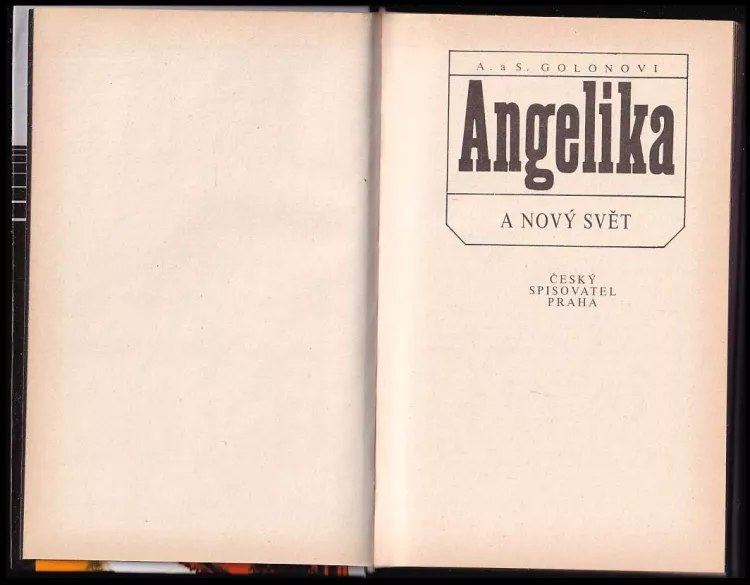 A. a S. GOLONOVI
Angelika
A NOVÝ SVĚT
ČESKÝ
SPISOVATEL
PRAHA